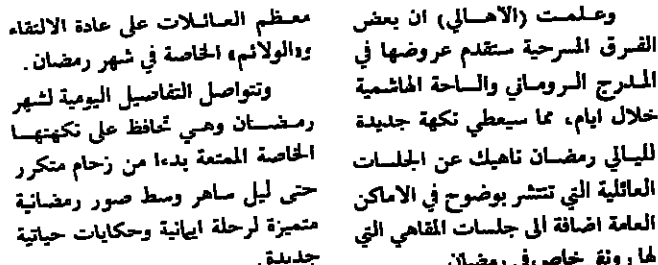 وعلمت (الاهالي) ان بعض
الفرق المسرحية ستقدم عروضها في
المدرج الروماني والساحة الهاشمية
خلال ايام، مما سيعطي نكهة جديدة
لليالي رمضان ناهيك عن الجلسات
العائلية التي تنتشر بوضوح في الاماكن
العامة اضافة الى جلسات المقاهي التي
لها رونق خاص في رمضان
معظم العائلات على عادة الالتقاء
و«الولائم» الخاصة في شهر رمضان.
وتتواصل التفاصيل اليومية لشهر
رمضان وهي تحافظ على نكهتها
الخاصة الممتعة بدءا من زحام متكرر
حتى ليل ساهر وسط صور رمضانية
متميزة لرحلة ايمانية وحكايات حياتية
جديدة.